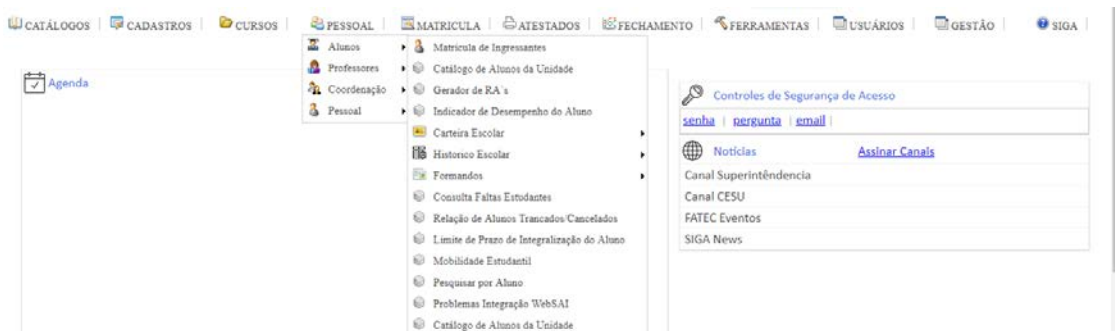 CATÁLOGOS | CADASTROS | CURSOS | PESSOAL | MATRICULA | ATESTADOS | FECHAMENTO | FERRAMENTAS | USUÁRIOS | GESTÃO | SIGA |
Alunos
Professores
Coordenação
Pessoal
Matricula de Ingressantes
Catálogo de Alunos da Unidade
Gerador de RA`s
Indicador de Desempenho do Aluno
Carteira Escolar
Historico Escolar
Formandos
Consulta Faltas Estudantes
Relação de Alunos Trancados/Cancelados
Limite de Prazo de Integralização do Aluno
Mobilidade Estudantil
Pesquisar por Aluno
Problemas Integração WebSAI
Catálogo de Alunos da Unidade
Agenda
Controles de Segurança de Acesso
senha | pergunta | email |
Notícias Assinar Canals
Canal Superintêndencia
Canal CESU
FATEC Eventos
SIGA News